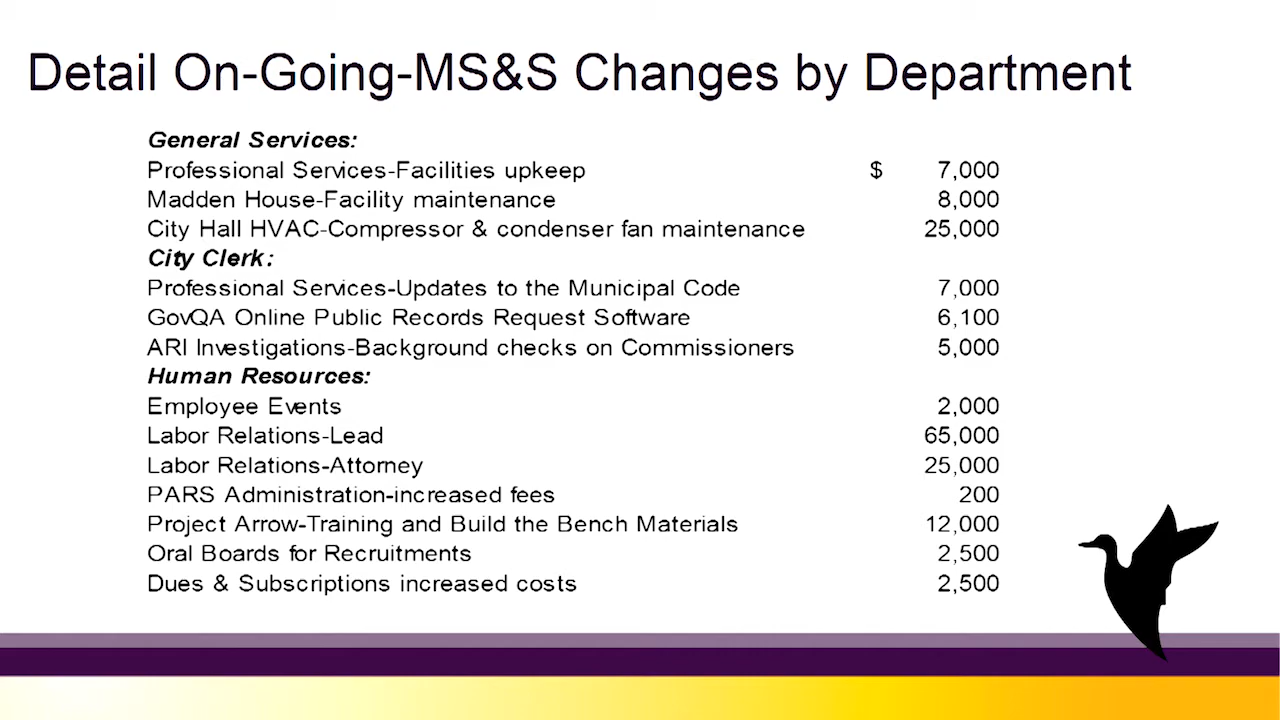 Detail On-Going-MS&S Changes by Department
General Services:
Professional Services-Facilities upkeep $ 7,000
Madden House-Facility maintenance 8,000
City Hall HVAC-Compressor & condenser fan maintenance 25,000
City Clerk:
Professional Services-Updates to the Municipal Code 7,000
GovQA Online Public Records Request Software 6,100
ARI Investigations-Background checks on Commissioners 5,000
Human Resources:
Employee Events 2,000
Labor Relations-Lead 65,000
Labor Relations-Attorney 25,000
PARS Administration-increased fees 200
Project Arrow-Training and Build the Bench Materials 12,000
Oral Boards for Recruitments 2,500
Dues & Subscriptions increased costs 2,500